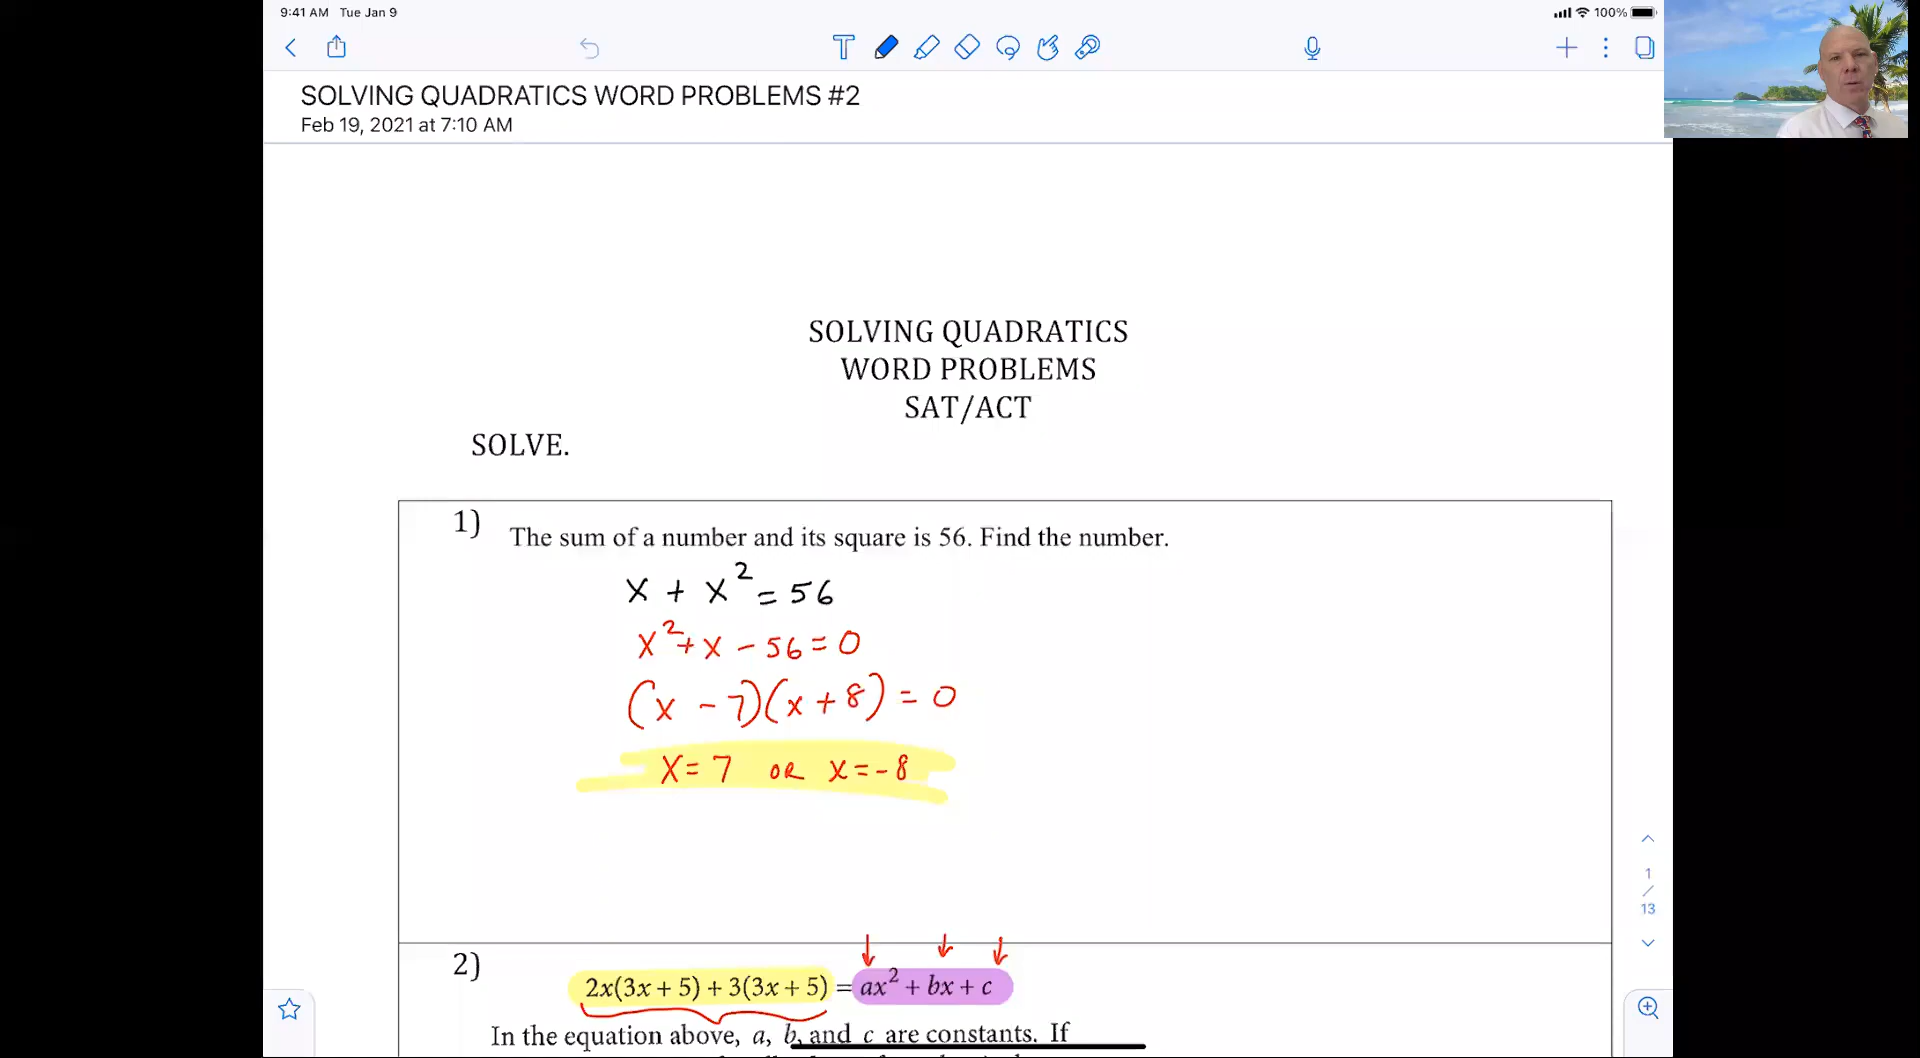 9:41 AM Tue Jan 9
100%
SOLVING QUADRATICS WORD PROBLEMS #2
Feb 19, 2021 at 7:10 AM
SOLVING QUADRATICS
WORD PROBLEMS
SAT/ACT
SOLVE.
1) The sum of a number and its square is 56. Find the number.
x + x² = 56
x² + x - 56 = 0
(x - 7)(x + 8) = 0
x = 7 OR x = -8
1
/
13
2) 2x(3x + 5) + 3(3x + 5) = ax² + bx + c
In the equation above, a, b, and c are constants. If